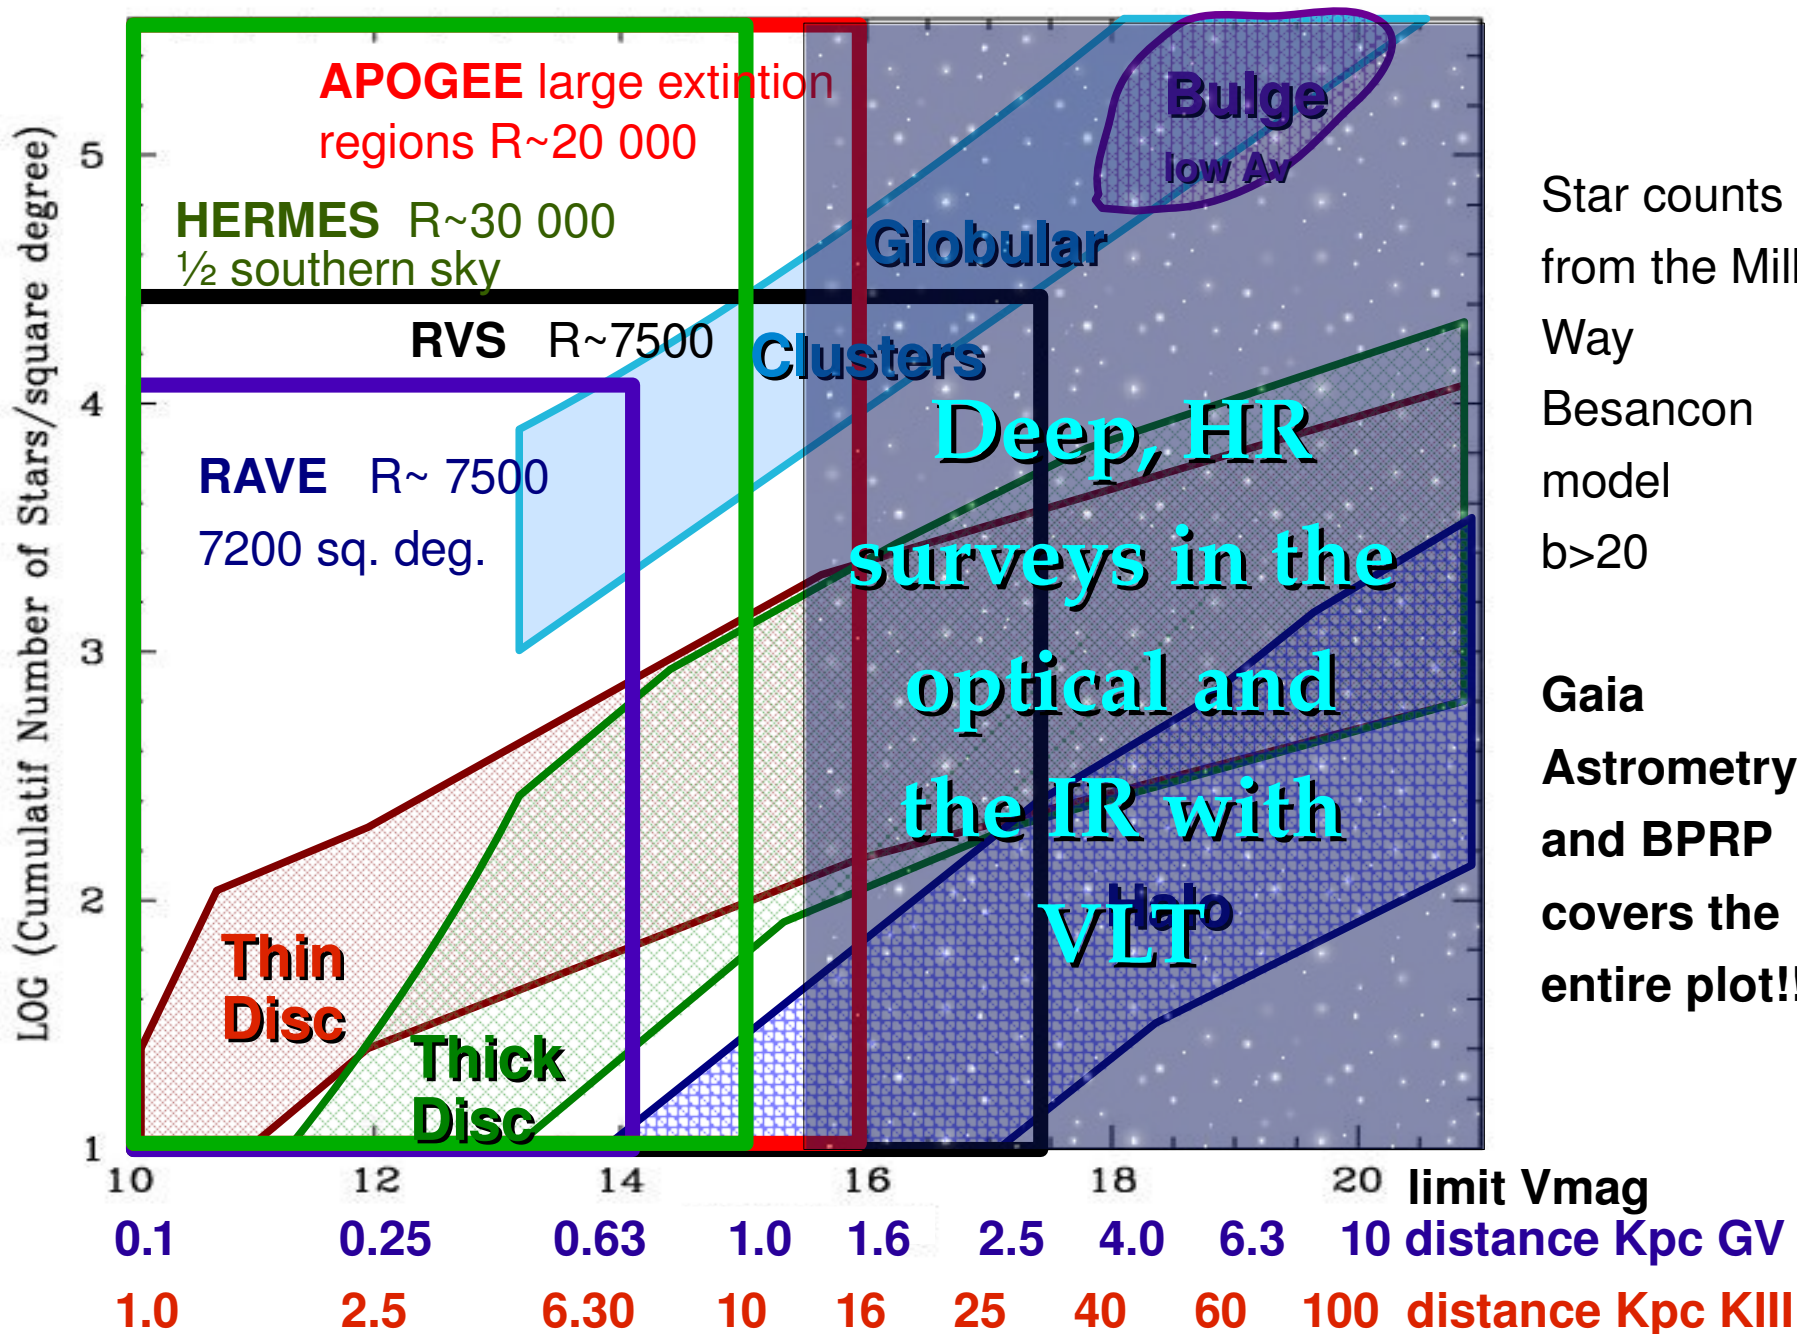 APOGEE large extintion
regions R~20 000
HERMES R~30 000
½ southern sky
RVS R~7500
RAVE R~ 7500
7200 sq. deg.
Bulge
low Av
Globular
Clusters
Deep, HR
surveys in the
optical and
the IR with
VLT
Halo
Thin
Disc
Thick
Disc
LOG (Cumulatif Number of Stars/square degree)
5
4
3
2
1
10 12 14 16 18 20 limit Vmag
0.1 0.25 0.63 1.0 1.6 2.5 4.0 6.3 10 distance Kpc GV
1.0 2.5 6.30 10 16 25 40 60 100 distance Kpc KIII
Star counts
from the Mill
Way
Besancon
model
b>20
Gaia
Astrometry
and BPRP
covers the
entire plot!!